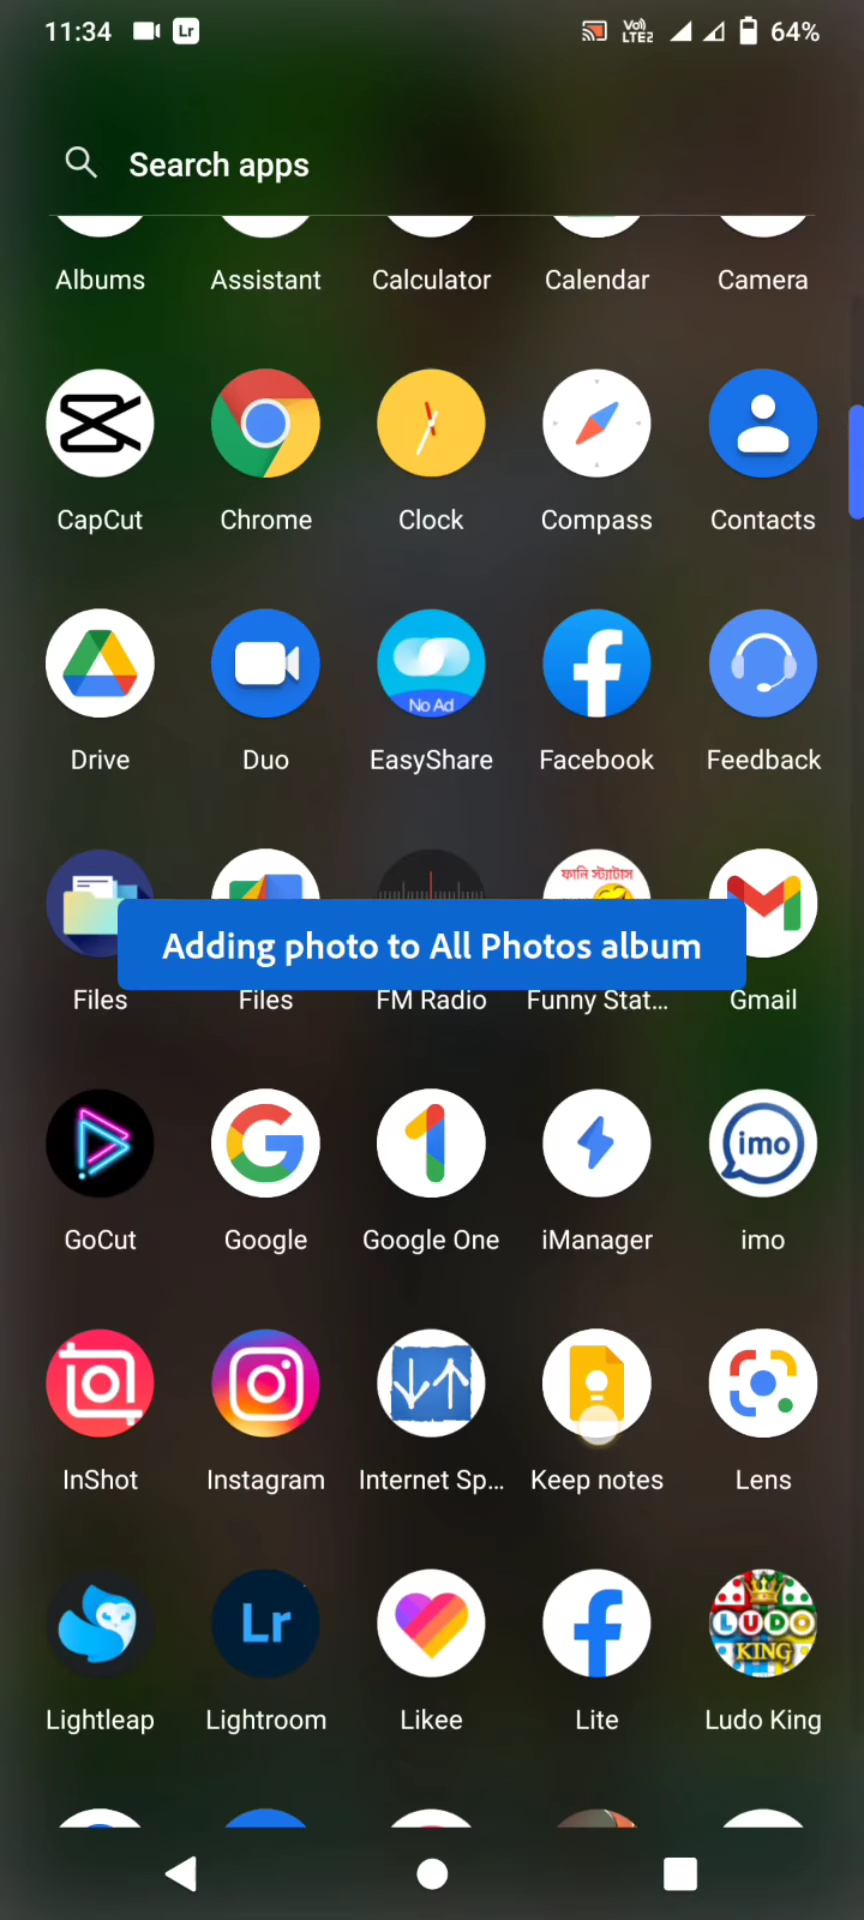 11:34
Lr
Vo)) LTE2
64%
Search apps
Albums Assistant Calculator Calendar Camera
CapCut Chrome Clock Compass Contacts
No Ad
Drive Duo EasyShare Facebook Feedback
ফানি স্ট্যাটাস
Adding photo to All Photos album
Files Files FM Radio Funny Stat... Gmail
imo
GoCut Google Google One iManager imo
InShot Instagram Internet Sp... Keep notes Lens
Lr
LUDO
KING
Lightleap Lightroom Likee Lite Ludo King